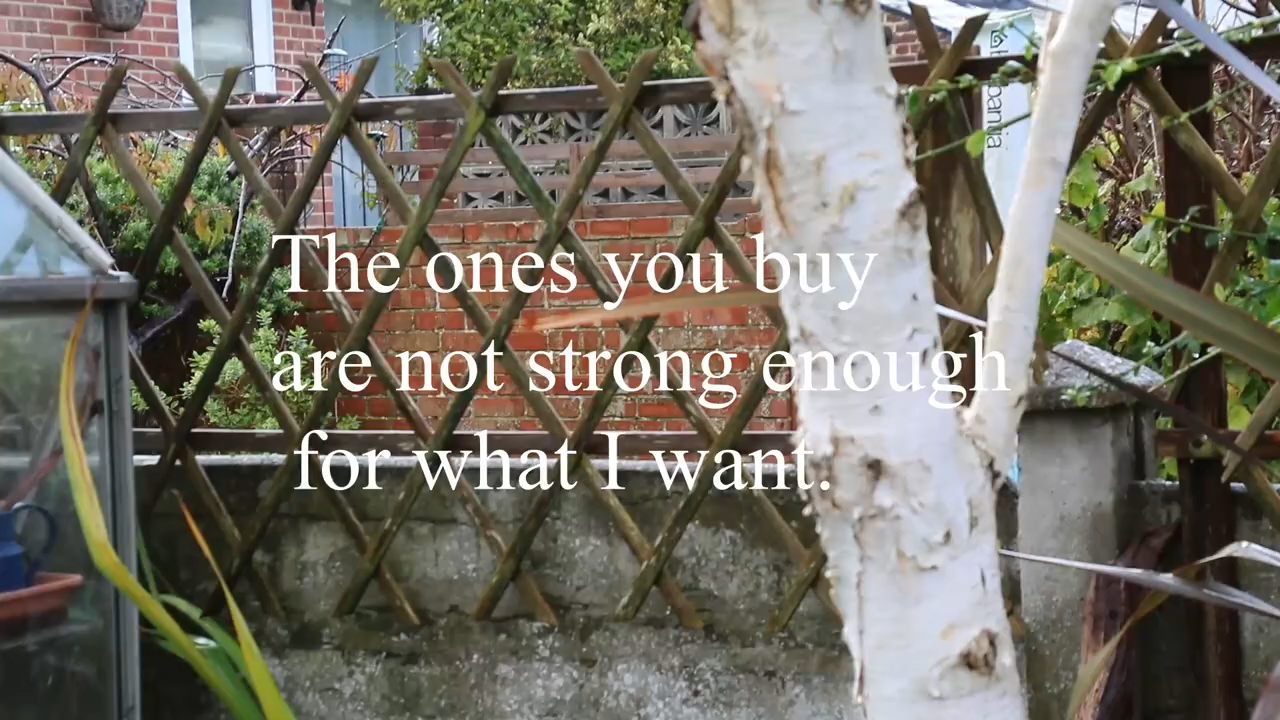 The ones you buy
are not strong enough
for what I want.